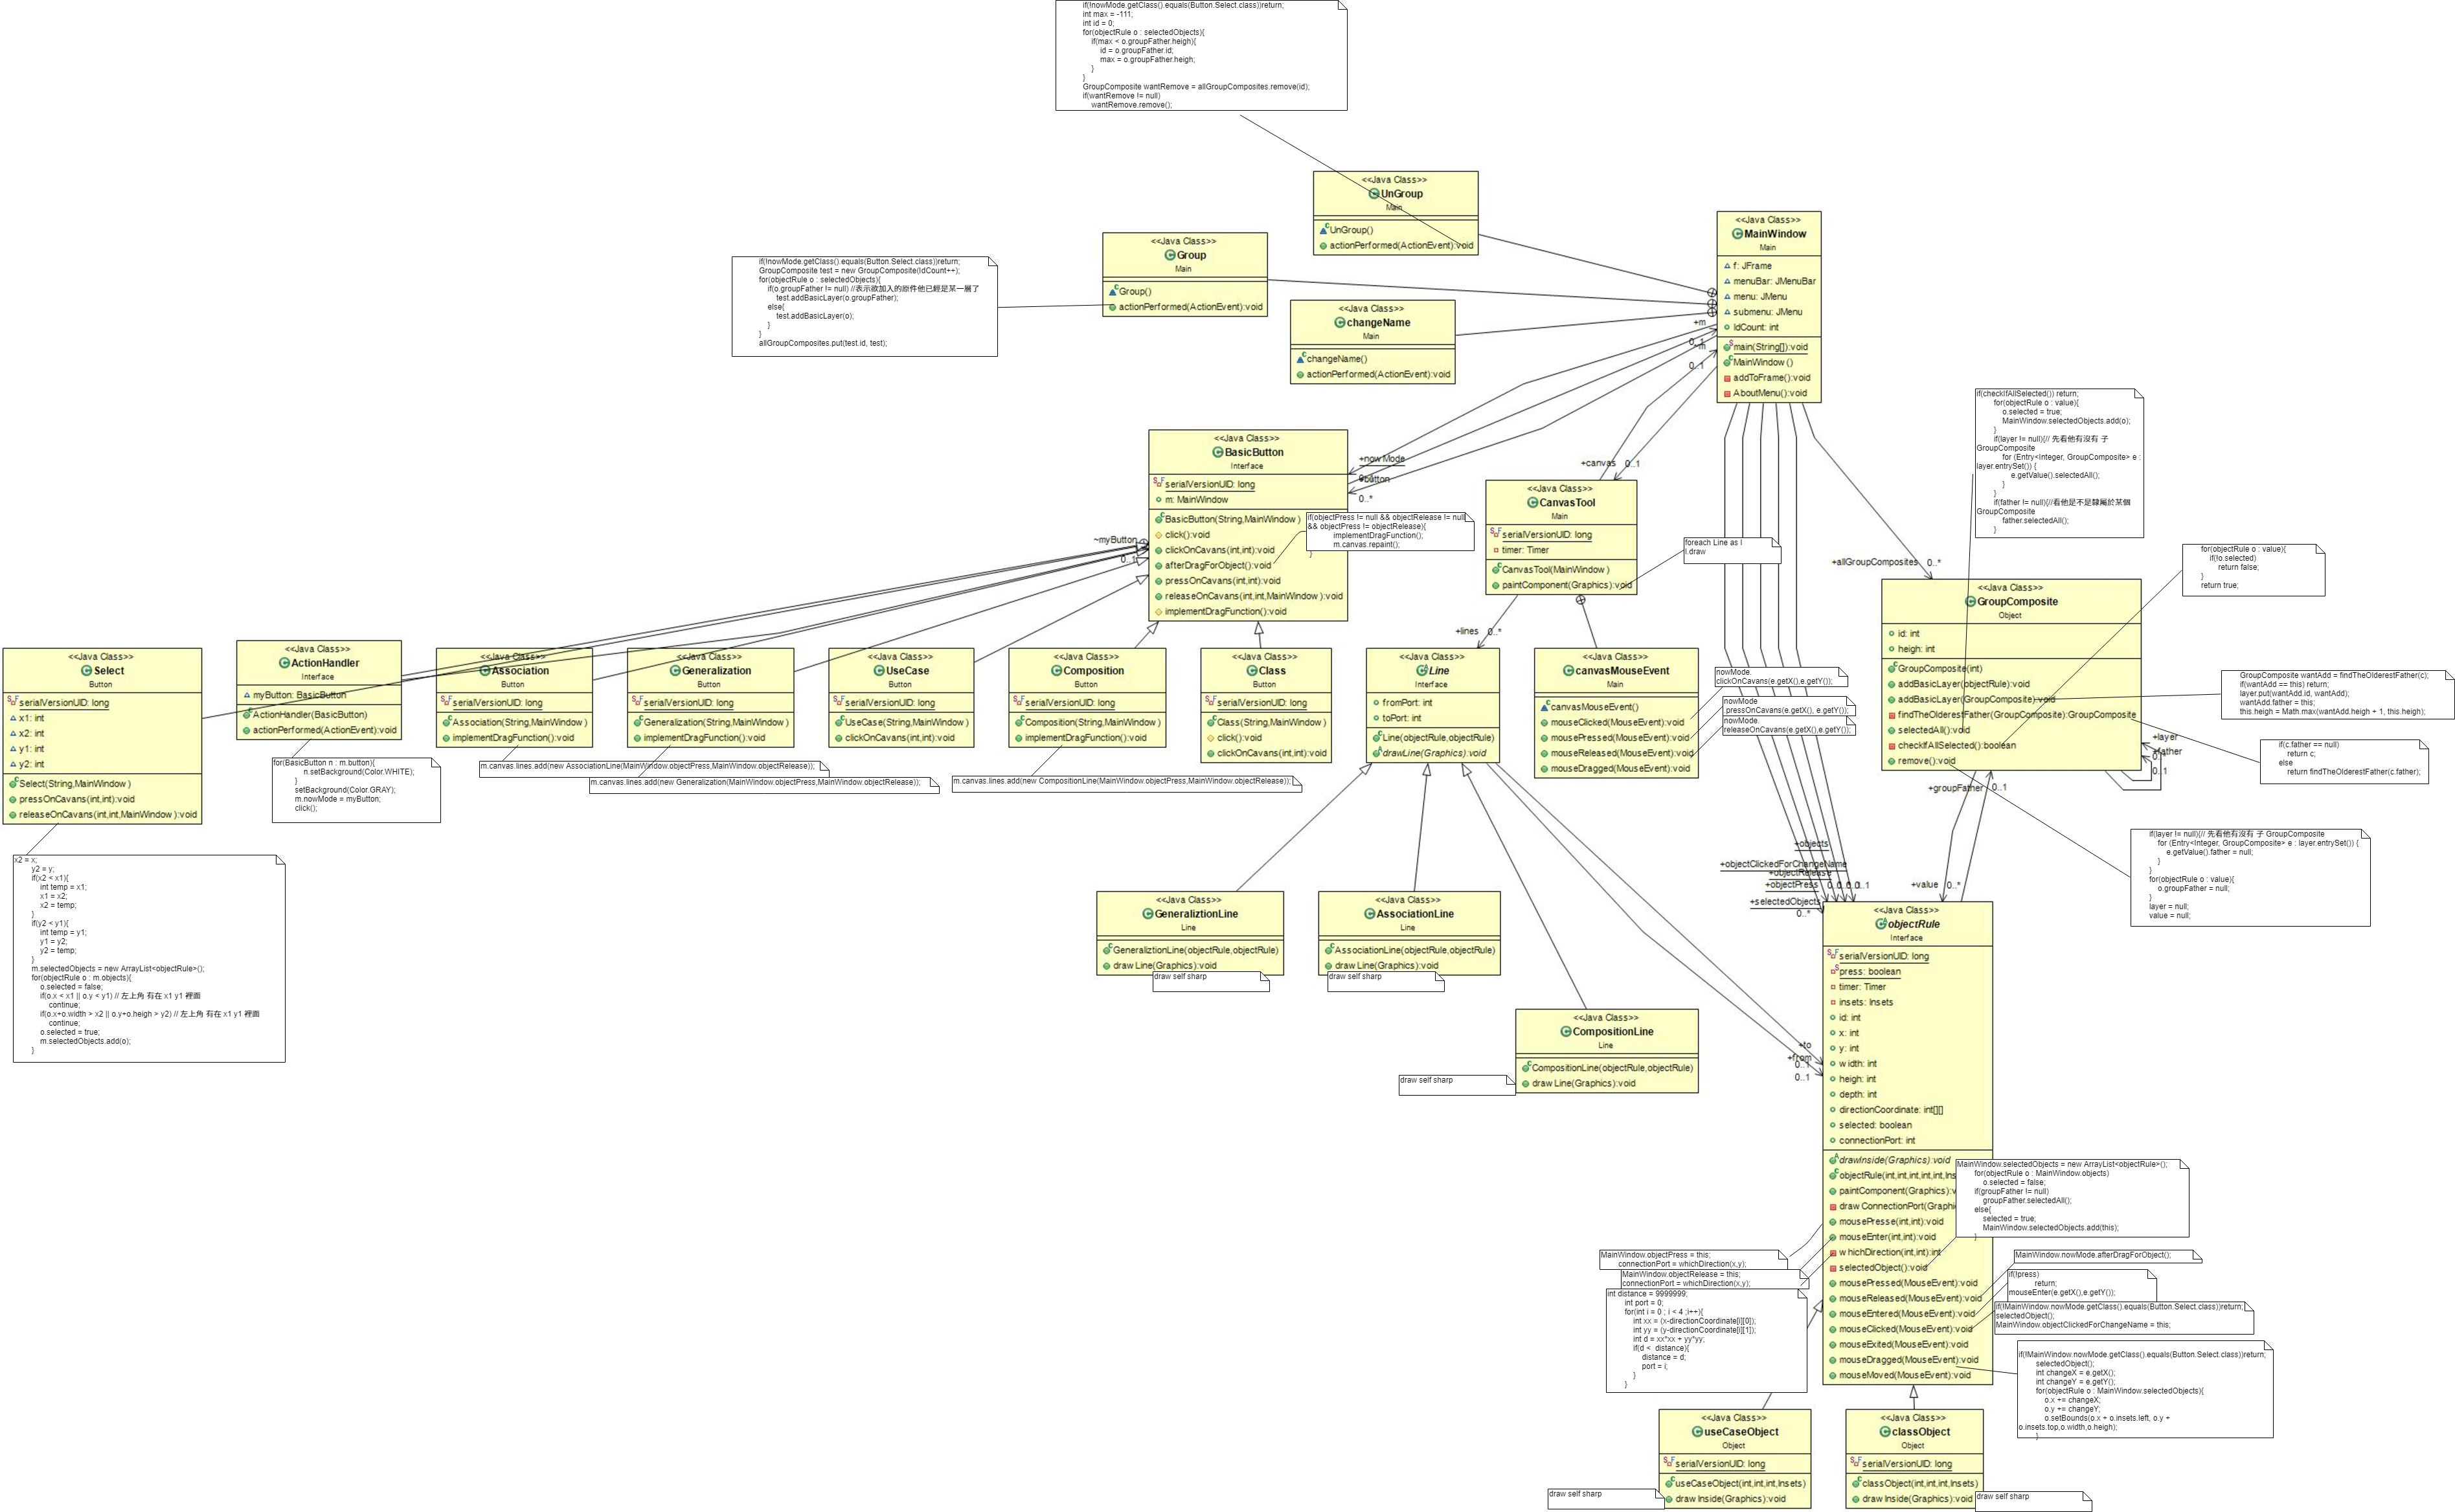 if(!nowMode.getClass().equals(Button.Select.class))return;
int max = -111;
int id = 0;
for(objectRule o : selectedObjects){
if(max < o.groupFather.heigh){
id = o.groupFather.id;
max = o.groupFather.heigh;
}
}
GroupComposite wantRemove = allGroupComposites.remove(id);
if(wantRemove != null)
wantRemove.remove();
<<Java Class>>
UnGroup
Main
UnGroup()
actionPerformed(ActionEvent):void
<<Java Class>>
Group
Main
Group()
actionPerformed(ActionEvent):void
if(!nowMode.getClass().equals(Button.Select.class))return;
GroupComposite test = new GroupComposite(IdCount++);
for(objectRule o : selectedObjects){
if(o.groupFather != null) //表示欲加入的原件他已經是某一層了
test.addBasicLayer(o.groupFather);
else{
test.addBasicLayer(o);
}
}
allGroupComposites.put(test.id, test);
<<Java Class>>
changeName
Main
changeName()
actionPerformed(ActionEvent):void
<<Java Class>>
MainWindow
Main
f: JFrame
menuBar: JMenuBar
menu: JMenu
submenu: JMenu
IdCount: int
main(String[]):void
MainWindow()
addToFrame():void
AboutMenu():void
+m
0..1
~m
0..1
<<Java Class>>
BasicButton
Interface
serialVersionUID: long
m: MainWindow
BasicButton(String,MainWindow)
click():void
clickOnCavans(int,int):void
afterDragForObject():void
pressOnCavans(int,int):void
releaseOnCavans(int,int,MainWindow):void
implementDragFunction():void
+nowMode
+button
0..*
~myButton
0..1
if(objectPress != null && objectRelease != null
&& objectPress != objectRelease){
implementDragFunction();
m.canvas.repaint();
}
+canvas 0..1
<<Java Class>>
CanvasTool
Main
serialVersionUID: long
timer: Timer
CanvasTool(MainWindow)
paintComponent(Graphics):void
foreach Line as l
l.draw
+lines 0..*
if(checkIfAllSelected()) return;
for(objectRule o : value){
o.selected = true;
MainWindow.selectedObjects.add(o);
}
if(layer != null){// 先看他有沒有 子
GroupComposite
for (Entry<Integer, GroupComposite> e :
layer.entrySet()) {
e.getValue().selectedAll();
}
}
if(father != null){//看他是不是隸屬於某個
GroupComposite
father.selectedAll();
}
for(objectRule o : value){
if(!o.selected)
return false;
}
return true;
+allGroupComposites 0..*
<<Java Class>>
GroupComposite
Object
id: int
heigh: int
GroupComposite(int)
addBasicLayer(objectRule):void
addBasicLayer(GroupComposite):void
findTheOlderestFather(GroupComposite):GroupComposite
selectedAll():void
checkIfAllSelected():boolean
remove():void
GroupComposite wantAdd = findTheOlderestFather(c);
if(wantAdd == this) return;
layer.put(wantAdd.id, wantAdd);
wantAdd.father = this;
this.heigh = Math.max(wantAdd.heigh + 1, this.heigh);
if(c.father == null)
return c;
else
return findTheOlderestFather(c.father);
+layer
+father
0..1
+groupFather 0..1
if(layer != null){// 先看他有沒有 子 GroupComposite
for (Entry<Integer, GroupComposite> e : layer.entrySet()) {
e.getValue().father = null;
}
}
for(objectRule o : value){
o.groupFather = null;
}
layer = null;
value = null;
<<Java Class>>
Select
Button
serialVersionUID: long
x1: int
x2: int
y1: int
y2: int
Select(String,MainWindow)
pressOnCavans(int,int):void
releaseOnCavans(int,int,MainWindow):void
<<Java Class>>
ActionHandler
Interface
myButton: BasicButton
ActionHandler(BasicButton)
actionPerformed(ActionEvent):void
for(BasicButton n : m.button){
n.setBackground(Color.WHITE);
}
setBackground(Color.GRAY);
m.nowMode = myButton;
click();
<<Java Class>>
Association
Button
serialVersionUID: long
Association(String,MainWindow)
implementDragFunction():void
m.canvas.lines.add(new AssociationLine(MainWindow.objectPress,MainWindow.objectRelease));
<<Java Class>>
Generalization
Button
serialVersionUID: long
Generalization(String,MainWindow)
implementDragFunction():void
m.canvas.lines.add(new Generalization(MainWindow.objectPress,MainWindow.objectRelease));
<<Java Class>>
UseCase
Button
serialVersionUID: long
UseCase(String,MainWindow)
clickOnCavans(int,int):void
<<Java Class>>
Composition
Button
serialVersionUID: long
Composition(String,MainWindow)
implementDragFunction():void
m.canvas.lines.add(new CompositionLine(MainWindow.objectPress,MainWindow.objectRelease));
<<Java Class>>
Class
Button
serialVersionUID: long
Class(String,MainWindow)
click():void
clickOnCavans(int,int):void
<<Java Class>>
Line
Interface
fromPort: int
toPort: int
Line(objectRule,objectRule)
drawLine(Graphics):void
<<Java Class>>
canvasMouseEvent
Main
canvasMouseEvent()
mouseClicked(MouseEvent):void
mousePressed(MouseEvent):void
mouseReleased(MouseEvent):void
mouseDragged(MouseEvent):void
nowMode.
clickOnCavans(e.getX(),e.getY());
nowMode
.pressOnCavans(e.getX(), e.getY());
nowMode.
releaseOnCavans(e.getX(),e.getY());
x2 = x;
y2 = y;
if(x2 < x1){
int temp = x1;
x1 = x2;
x2 = temp;
}
if(y2 < y1){
int temp = y1;
y1 = y2;
y2 = temp;
}
m.selectedObjects = new ArrayList<objectRule>();
for(objectRule o : m.objects){
o.selected = false;
if(o.x < x1 || o.y < y1) // 左上角 有在 x1 y1 裡面
continue;
if(o.x+o.width > x2 || o.y+o.heigh > y2) // 左上角 有在 x1 y1 裡面
continue;
o.selected = true;
m.selectedObjects.add(o);
}
<<Java Class>>
GeneraliztionLine
Line
GeneraliztionLine(objectRule,objectRule)
drawLine(Graphics):void
draw self sharp
<<Java Class>>
AssociationLine
Line
AssociationLine(objectRule,objectRule)
drawLine(Graphics):void
draw self sharp
<<Java Class>>
CompositionLine
Line
CompositionLine(objectRule,objectRule)
drawLine(Graphics):void
draw self sharp
+objects
+objectClickedForChangeName
+objectRelease
+objectPress
+selectedObjects
0..*
+value 0..*
+to
+from
0..1
0..1
<<Java Class>>
objectRule
Interface
serialVersionUID: long
press: boolean
timer: Timer
insets: Insets
id: int
x: int
y: int
width: int
heigh: int
depth: int
directionCoordinate: int[][]
selected: boolean
connectionPort: int
drawInside(Graphics):void
objectRule(int,int,int,int,int,Ins
paintComponent(Graphics):v
drawConnectionPort(Graphi
mousePresse(int,int):void
mouseEnter(int,int):void
whichDirection(int,int):int
selectedObject():void
mousePressed(MouseEvent):void
mouseReleased(MouseEvent):void
mouseEntered(MouseEvent):void
mouseClicked(MouseEvent):void
mouseExited(MouseEvent):void
mouseDragged(MouseEvent):void
mouseMoved(MouseEvent):void
MainWindow.selectedObjects = new ArrayList<objectRule>();
for(objectRule o : MainWindow.objects)
o.selected = false;
if(groupFather != null)
groupFather.selectedAll();
else{
selected = true;
MainWindow.selectedObjects.add(this);
}
MainWindow.objectPress = this;
connectionPort = whichDirection(x,y);
MainWindow.objectRelease = this;
connectionPort = whichDirection(x,y);
int distance = 9999999;
int port = 0;
for(int i = 0 ; i < 4 ;i++){
int xx = (x-directionCoordinate[i][0]);
int yy = (y-directionCoordinate[i][1]);
int d = xx*xx + yy*yy;
if(d < distance){
distance = d;
port = i;
}
}
MainWindow.nowMode.afterDragForObject();
if(!press)
return;
mouseEnter(e.getX(),e.getY());
if(!MainWindow.nowMode.getClass().equals(Button.Select.class))return;
selectedObject();
MainWindow.objectClickedForChangeName = this;
if(!MainWindow.nowMode.getClass().equals(Button.Select.class))return;
selectedObject();
int changeX = e.getX();
int changeY = e.getY();
for(objectRule o : MainWindow.selectedObjects){
o.x += changeX;
o.y += changeY;
o.setBounds(o.x + o.insets.left, o.y +
o.insets.top,o.width,o.heigh);
}
<<Java Class>>
useCaseObject
Object
serialVersionUID: long
useCaseObject(int,int,int,Insets)
drawInside(Graphics):void
draw self sharp
<<Java Class>>
classObject
Object
serialVersionUID: long
classObject(int,int,int,Insets)
drawInside(Graphics):void
draw self sharp